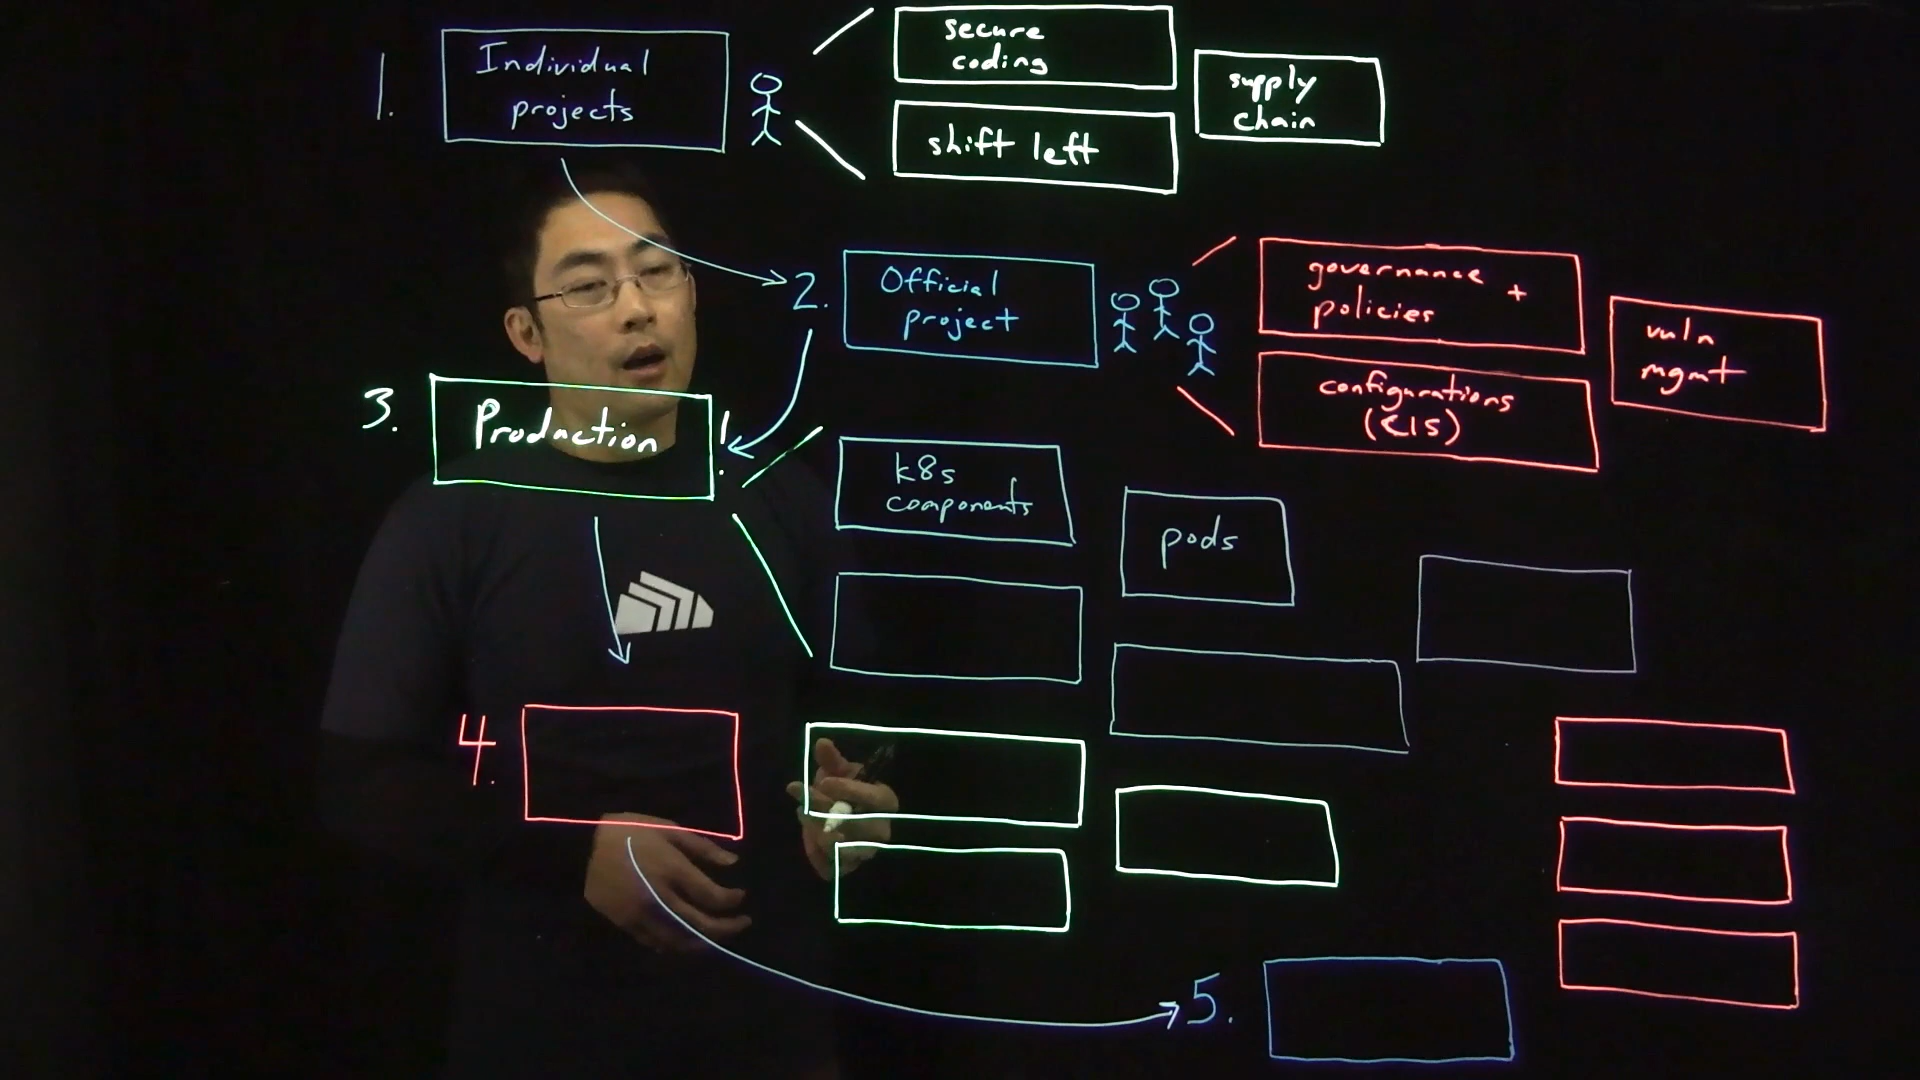 1.
Individual
projects
secure
coding
shift left
supply
chain
2.
Official
project
governance +
policies
configurations
(CIS)
vuln
mgmt
3.
Production!
k8s
components
pods
4.
5.